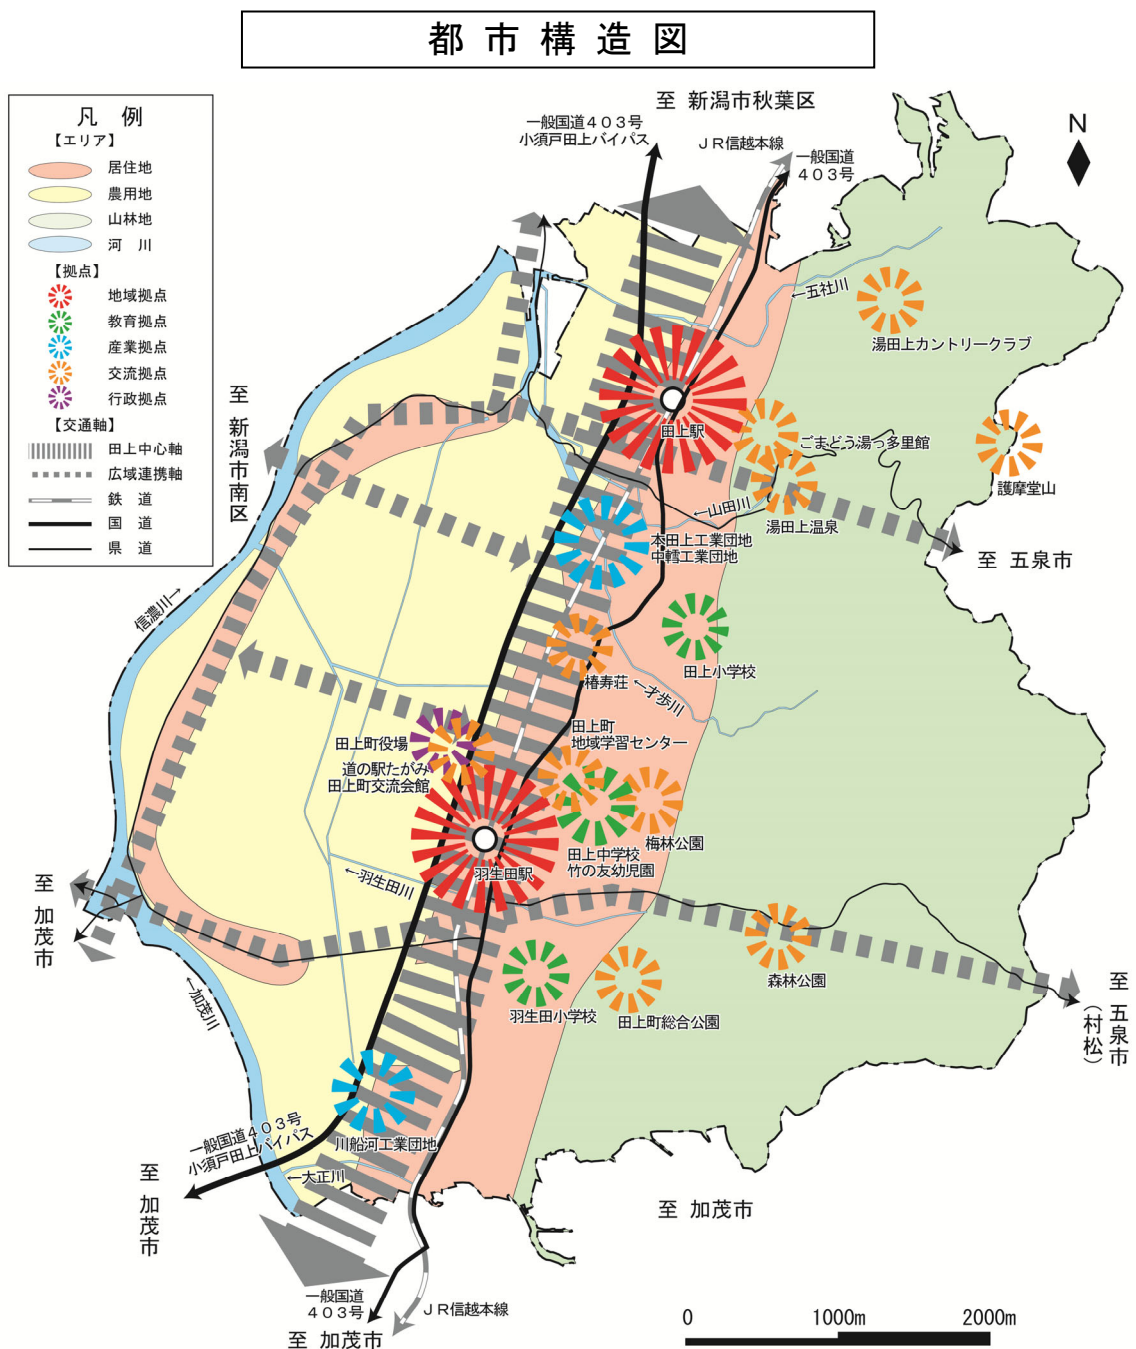 都市構造図
凡 例
【エリア】
居住地
農用地
山林地
河 川
【拠点】
地域拠点
教育拠点
産業拠点
交流拠点
行政拠点
【交通軸】
田上中心軸
広域連携軸
鉄 道
国 道
県 道
至 新潟市秋葉区
一般国道403号
小須戸田上バイパス
JR信越本線
一般国道
403号
N
←五社川
湯田上カントリークラブ
田上駅
ごまどう湯っ多里館
護摩堂山
湯田上温泉
←山田川
至 五泉市
至 新潟市南区
本田上工業団地
中轌工業団地
信濃川→
田上小学校
椿寿荘
←才歩川
田上町
地域学習センター
田上町役場
道の駅たがみ
田上町交流会館
梅林公園
田上中学校
竹の友幼児園
羽生田駅
←羽生田川
至 加茂市
森林公園
至 五泉市
（村松）
←加茂川
羽生田小学校
田上町総合公園
川船河工業団地
一般国道403号
小須戸田上バイパス
←大正川
至 加茂市
至 加茂市
一般国道
403号
JR信越本線
至 加茂市
0
1000m
2000m